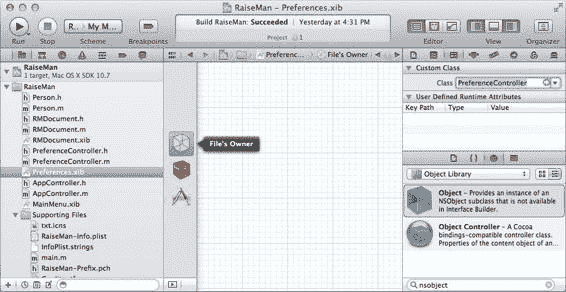 RaiseMan – Preferences.xib
Run
Stop
R... › My M...
Scheme
Breakpoints
Build RaiseMan: Succeeded | Yesterday at 4:31 PM
Project 1
Editor
View
Organizer
RaiseMan
1 target, Mac OS X SDK 10.7
RaiseMan
Person.h
Person.m
RMDocument.h
RMDocument.m
RMDocument.xib
PreferenceController.h
PreferenceController.m
Preferences.xib
AppController.h
AppController.m
MainMenu.xib
Supporting Files
txt.icns
RaiseMan-Info.plist
InfoPlist.strings
main.m
RaiseMan-Prefix.pch
Preferenc...
File's Owner
File's Owner
Custom Class
Class PreferenceController
User Defined Runtime Attributes
Key Path Type Value
Object Library
Object - Provides an instance of an
NSObject subclass that is not available
in Interface Builder.
Object Controller - A Cocoa
bindings-compatible controller class.
Properties of the content object of an...
nsobject